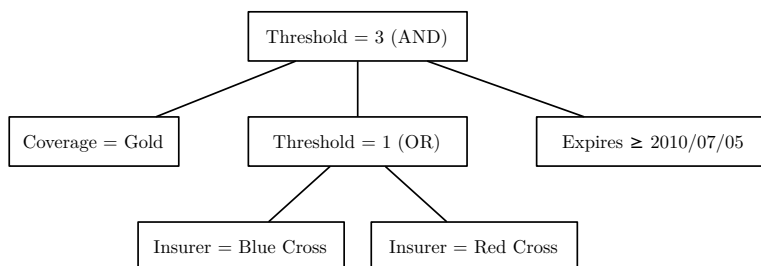 Threshold = 3 (AND)
Coverage = Gold
Threshold = 1 (OR)
Expires ≥ 2010/07/05
Insurer = Blue Cross
Insurer = Red Cross